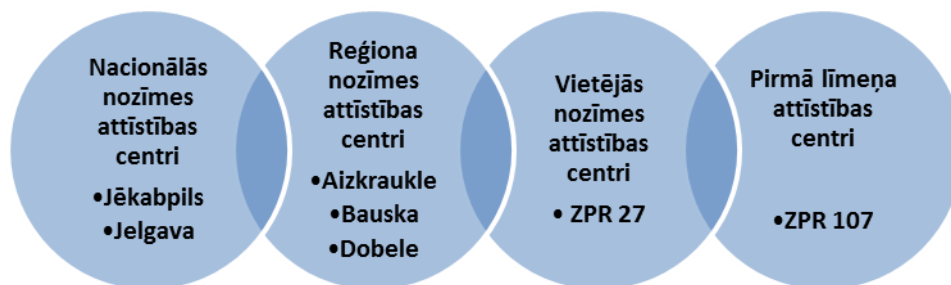 Nacionālās
nozīmes
attīstības
centri
•Jēkabpils
•Jelgava
Reģiona
nozīmes
attīstības
centri
•Aizkraukle
•Bauska
•Dobele
Vietējās
nozīmes
attīstības
centri
• ZPR 27
Pirmā līmeņa
attīstības
centri
•ZPR 107